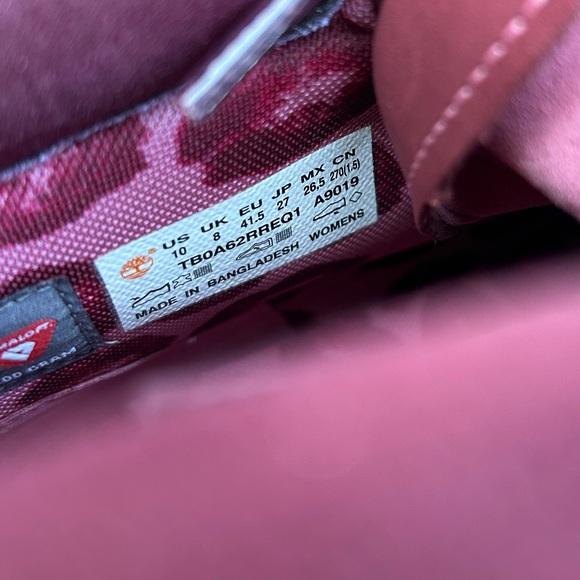 US UK EU JP MX CN
10 8 41.5 27 26,5 270(1.5)
TB0A62RREQ1 A9019
MADE IN BANGLADESH WOMENS
GRAM